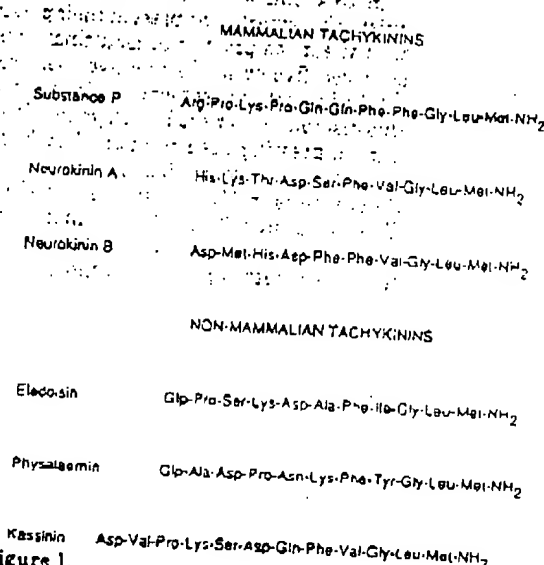 MAMMALIAN TACHYKININS
Substance P Arg-Pro-Lys-Pro-Gln-Gln-Phe-Phe-Gly-Leu-Met-NH2
Neurokinin A His-Lys-Thr-Asp-Ser-Phe-Val-Gly-Leu-Met-NH2
Neurokinin B Asp-Met-His-Asp-Phe-Phe-Val-Gly-Leu-Met-NH2
NON-MAMMALIAN TACHYKININS
Eledoisin Glp-Pro-Ser-Lys-Asp-Ala-Phe-Ile-Gly-Leu-Met-NH2
Physalaemin Glp-Ala-Asp-Pro-Asn-Lys-Phe-Tyr-Gly-Leu-Met-NH2
Kassinin Asp-Val-Pro-Lys-Ser-Asp-Gln-Phe-Val-Gly-Leu-Met-NH2
igure 1